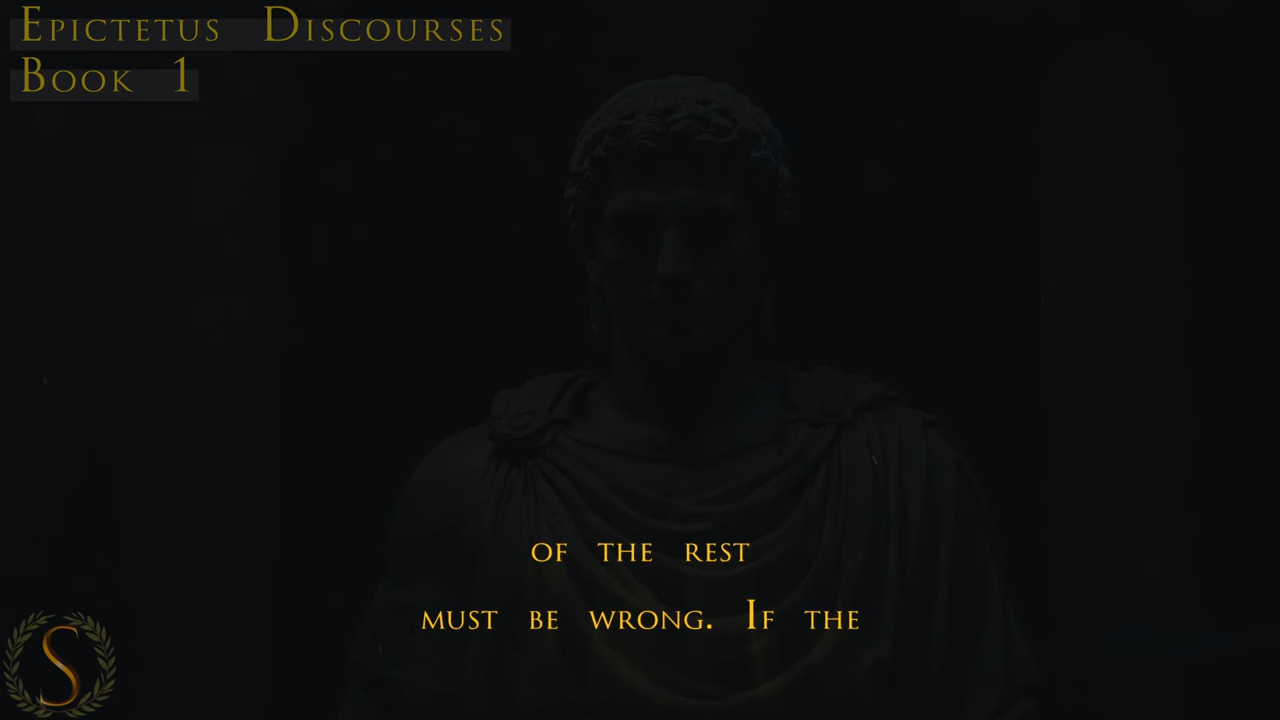 Epictetus Discourses
Book 1
of the rest
must be wrong. If the
S